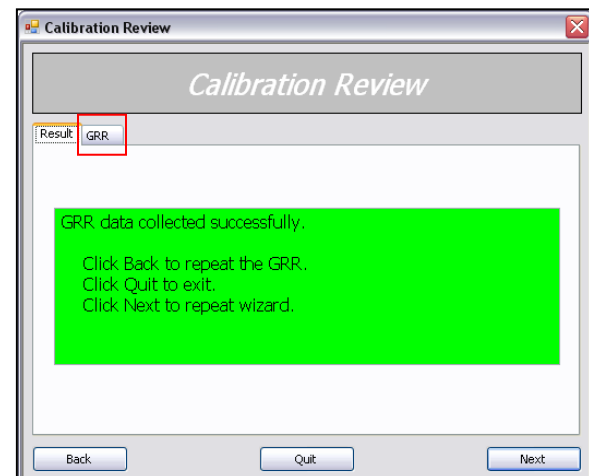 Calibration Review
Calibration Review
Result GRR
GRR data collected successfully.
Click Back to repeat the GRR.
Click Quit to exit.
Click Next to repeat wizard.
Back Quit Next